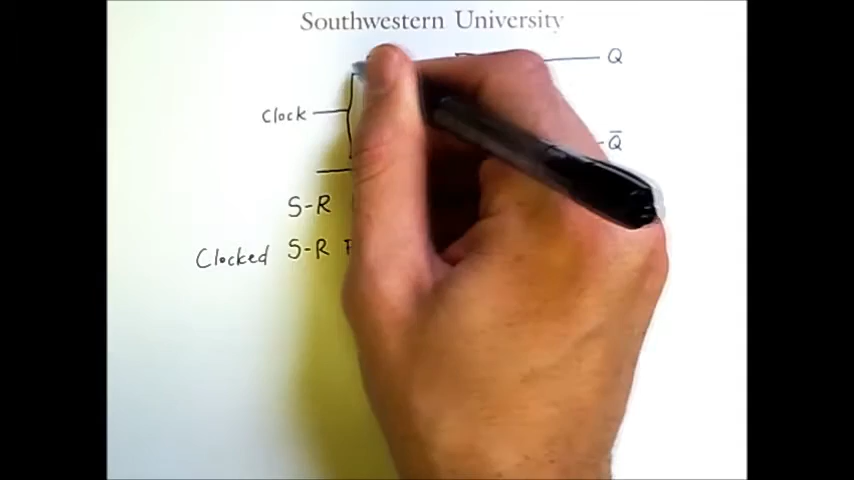 Southwestern University
Q
Clock
Q̅
S-R
Clocked S-R F